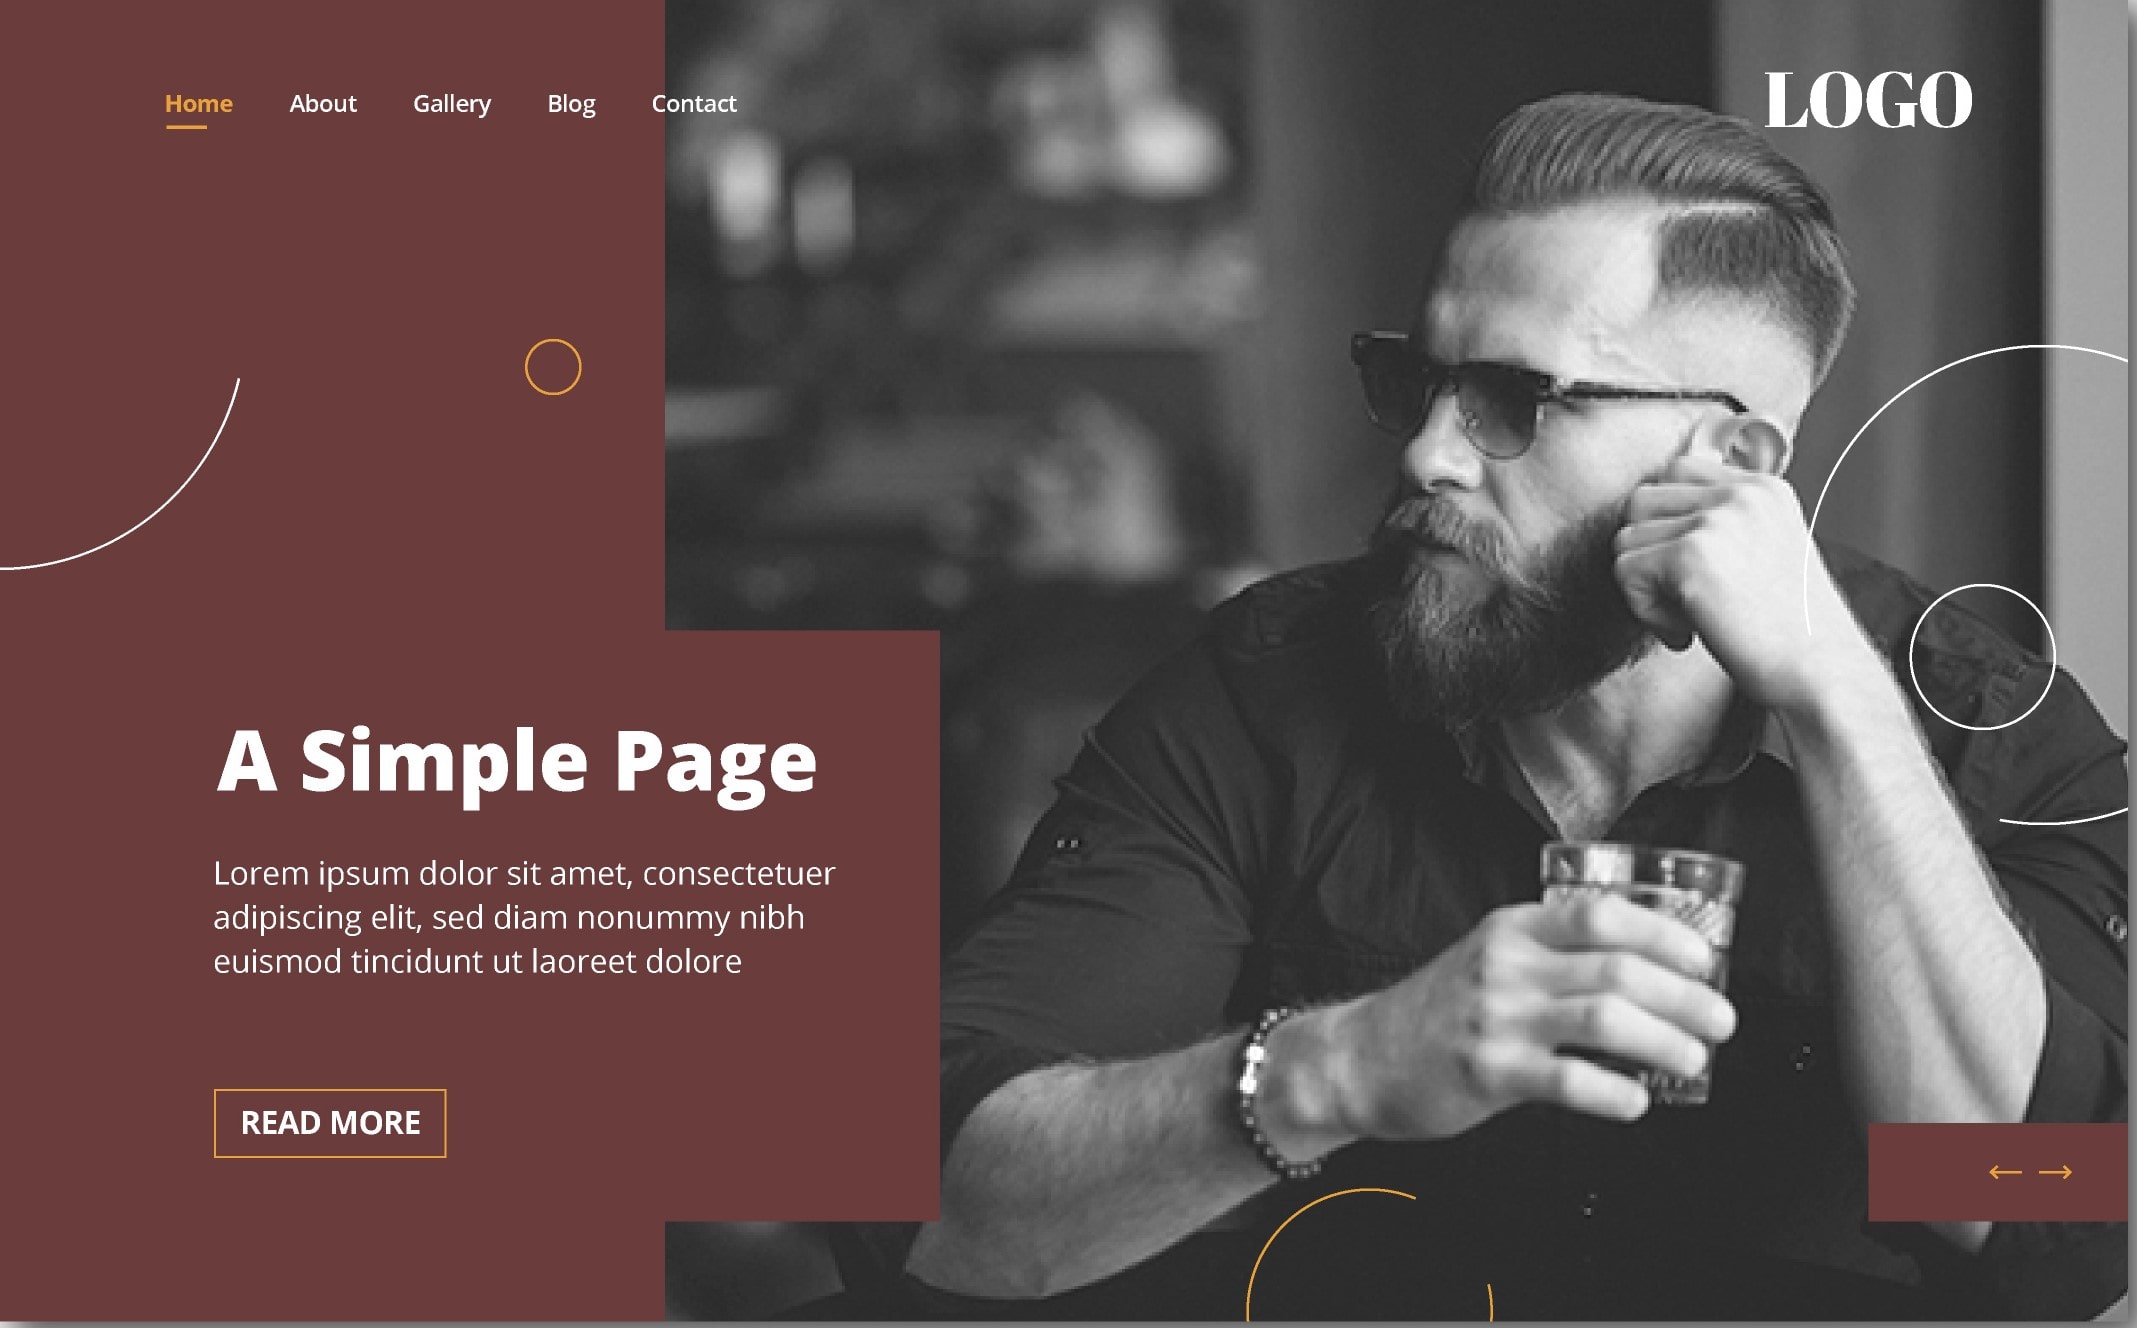 Home About Gallery Blog Contact
LOGO
A Simple Page
Lorem ipsum dolor sit amet, consectetuer
adipiscing elit, sed diam nonummy nibh
euismod tincidunt ut laoreet dolore
READ MORE